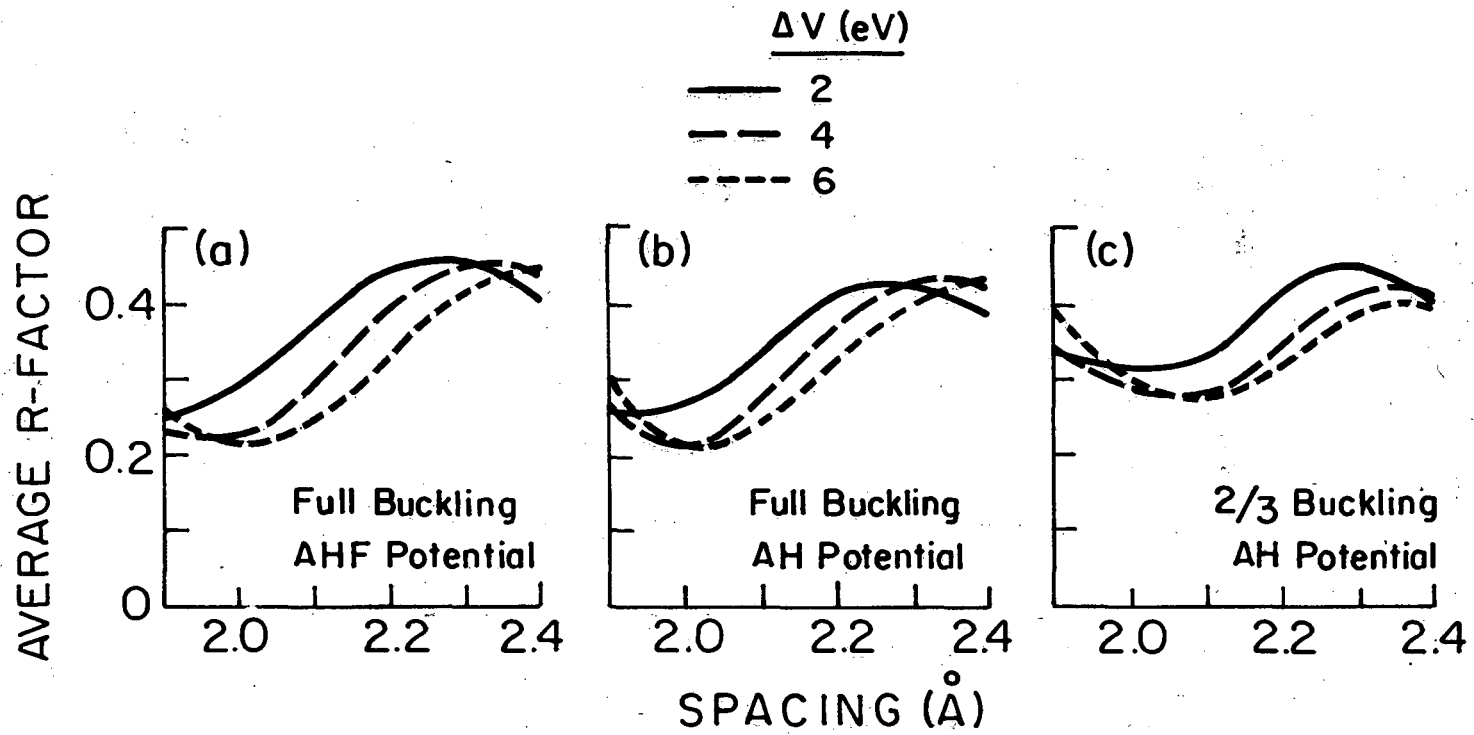 ΔV (eV)
2
4
6
AVERAGE R-FACTOR
0.4
0.2
0
(a)
Full Buckling
AHF Potential
2.0 2.2 2.4
(b)
Full Buckling
AH Potential
2.0 2.2 2.4
(c)
2/3 Buckling
AH Potential
2.0 2.2 2.4
SPACING (Å)